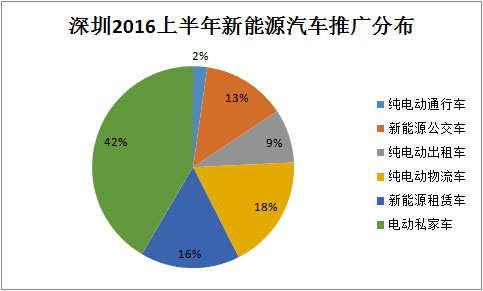 深圳2016上半年新能源汽车推广分布
2%
13%
9%
18%
16%
42%
纯电动通行车
新能源公交车
纯电动出租车
纯电动物流车
新能源租赁车
电动私家车